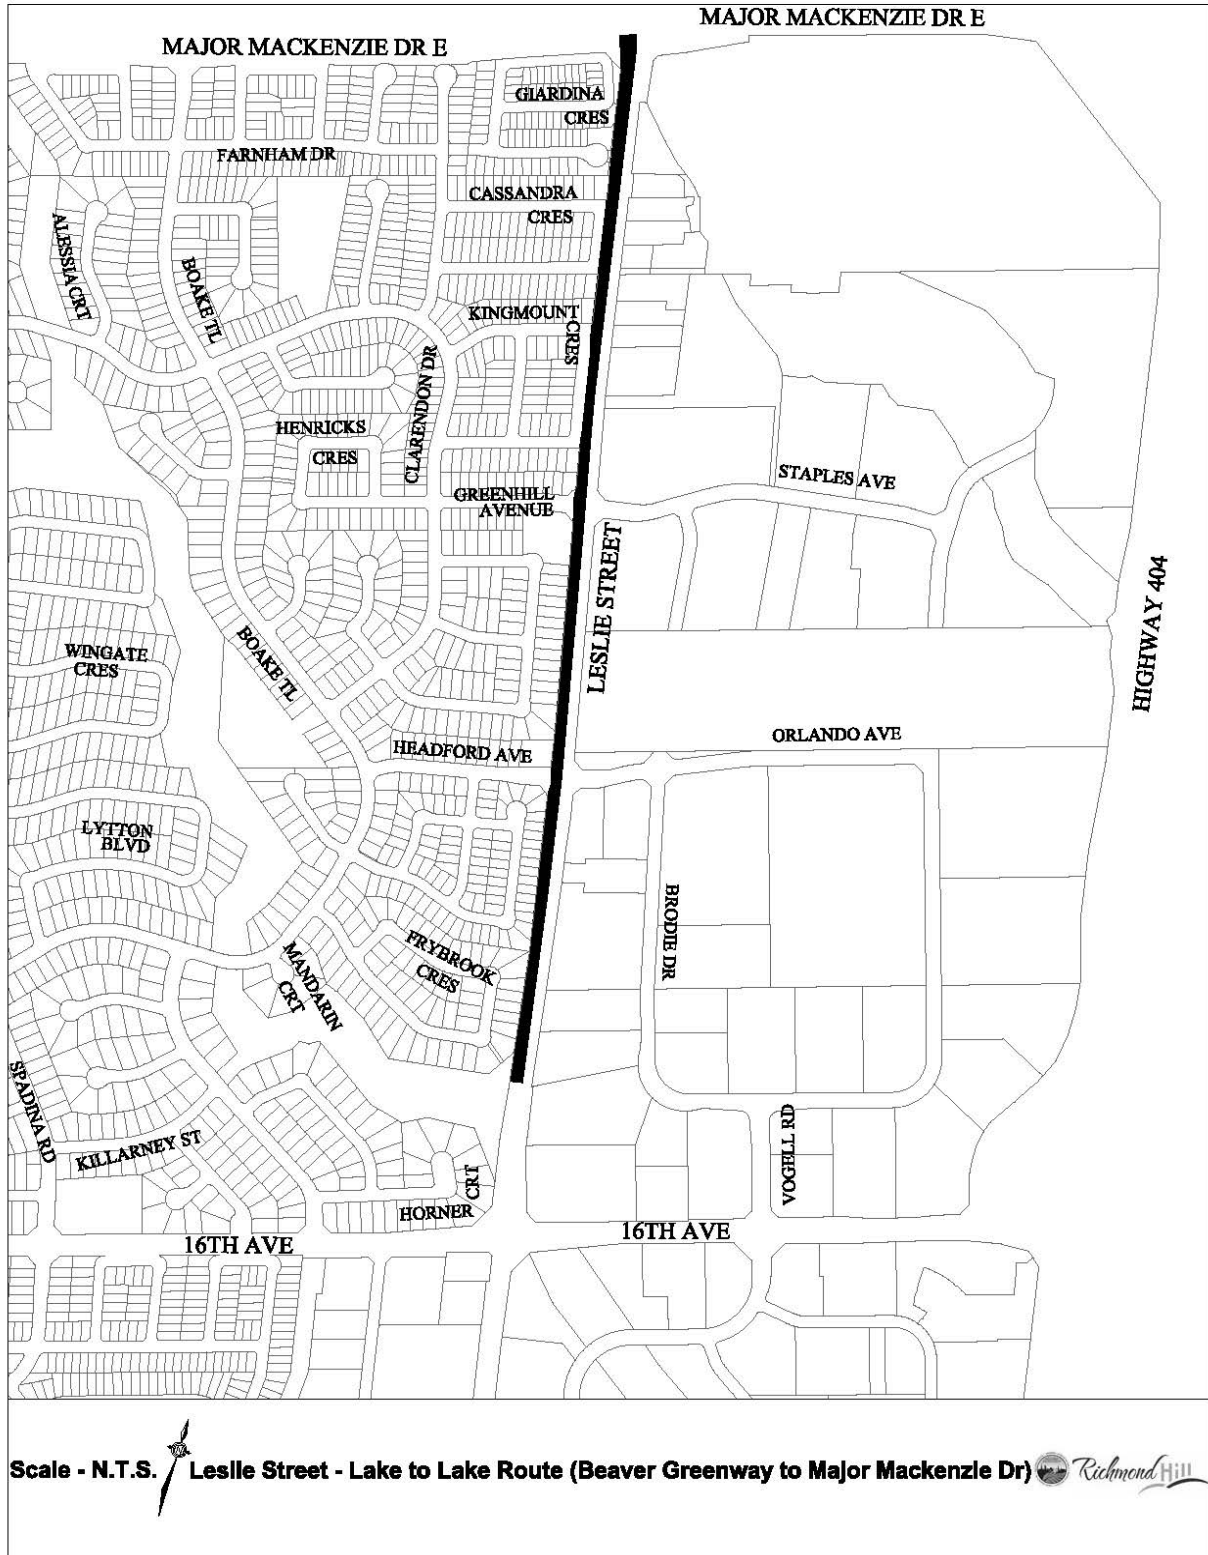 MAJOR MACKENZIE DR E
MAJOR MACKENZIE DR E
GIARDINA
CRES
FARNHAM DR
CASSANDRA
CRES
ALESSIA CRT
BOAKE TL
KINGMOUNT
CRES
CLARENDON DR
HENRICKS
CRES
STAPLES AVE
GREENHILL
AVENUE
LESLIE STREET
HIGHWAY 404
WINGATE
CRES
BOAKE TL
ORLANDO AVE
HEADFORD AVE
LYTTON
BLVD
BRODIE DR
FRYBROOK
CRES
MANDARIN
CRT
SPADINA RD
KILLARNEY ST
VOGELL RD
HORNER
CRT
16TH AVE
16TH AVE
Scale - N.T.S. Leslie Street - Lake to Lake Route (Beaver Greenway to Major Mackenzie Dr) Richmond Hill